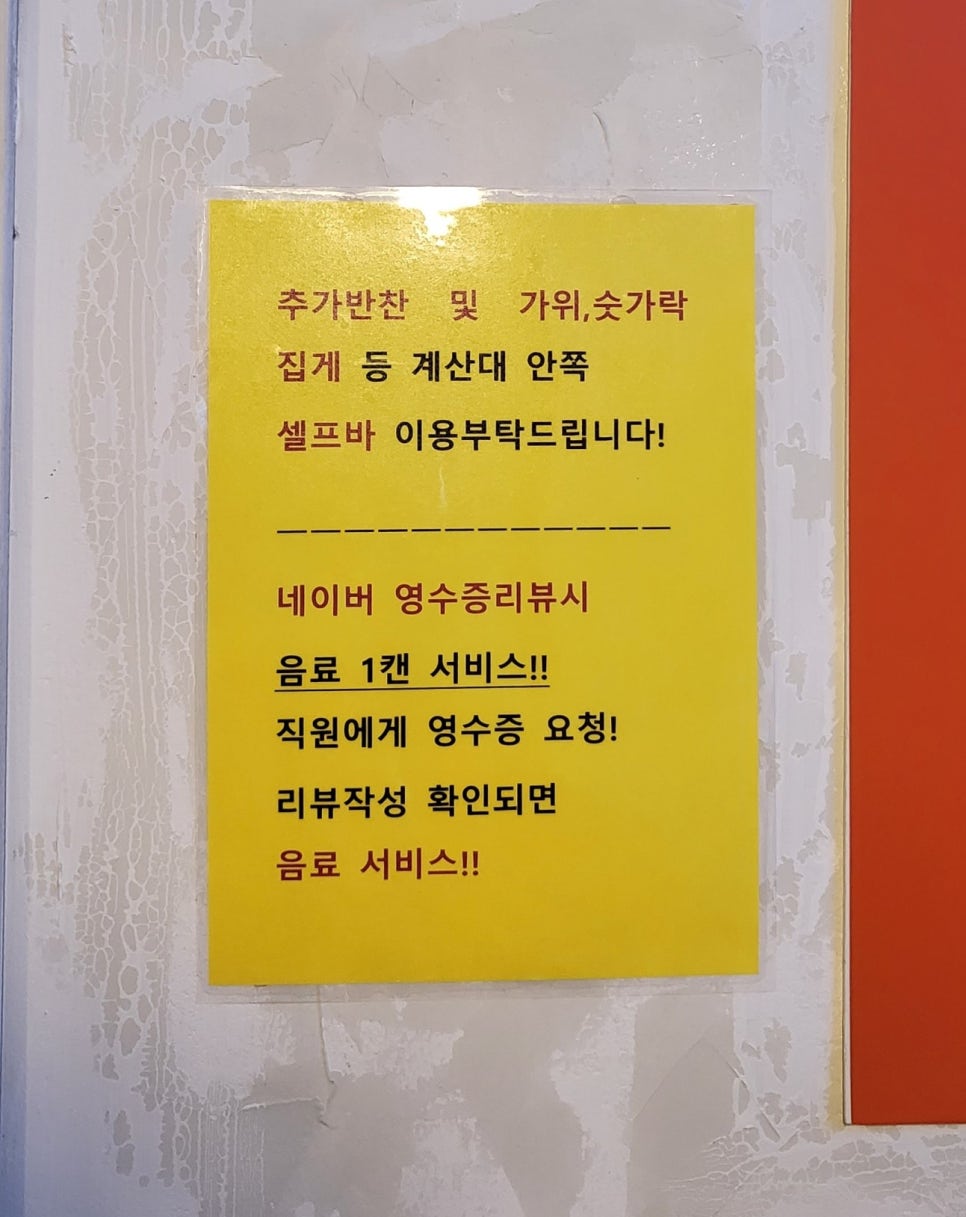 추가반찬 및 가위,숫가락
집게 등 계산대 안쪽
셀프바 이용부탁드립니다!
____________
네이버 영수증리뷰시
음료 1캔 서비스!!
직원에게 영수증 요청!
리뷰작성 확인되면
음료 서비스!!